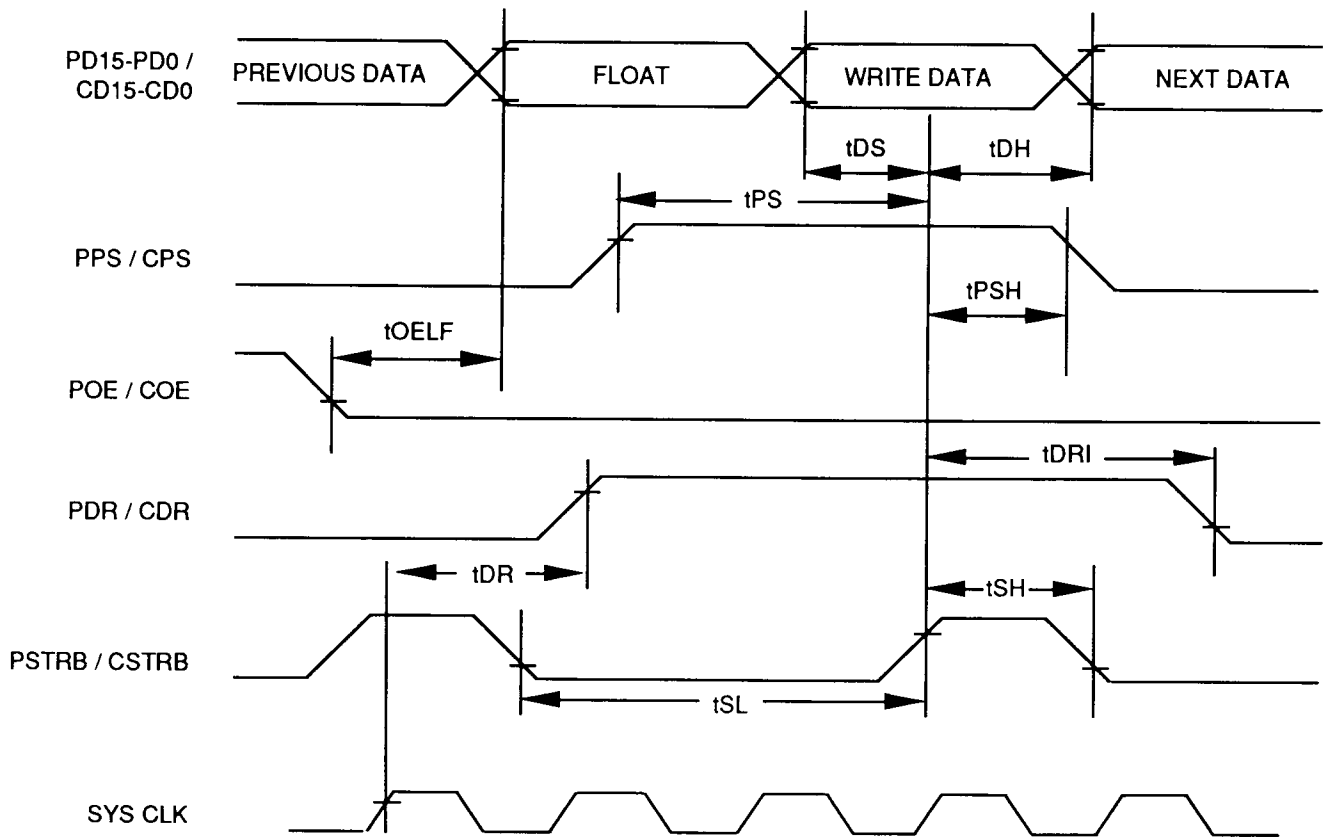 PD15-PD0 /
CD15-CD0
PREVIOUS DATA
FLOAT
WRITE DATA
NEXT DATA
tDS
tDH
tPS
PPS / CPS
tPSH
tOELF
POE / COE
tDRI
PDR / CDR
tDR
tSH
PSTRB / CSTRB
tSL
SYS CLK